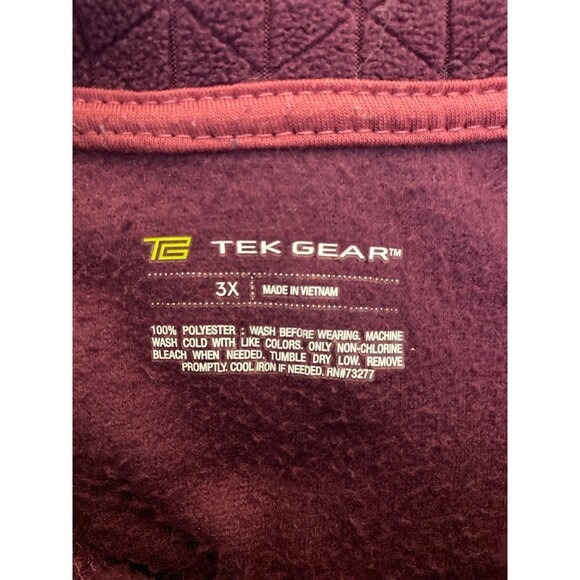 TG TEK GEAR™
3X MADE IN VIETNAM
100% POLYESTER : WASH BEFORE WEARING. MACHINE
WASH COLD WITH LIKE COLORS. ONLY NON-CHLORINE
BLEACH WHEN NEEDED. TUMBLE DRY LOW. REMOVE
PROMPTLY. COOL IRON IF NEEDED. RN#73277